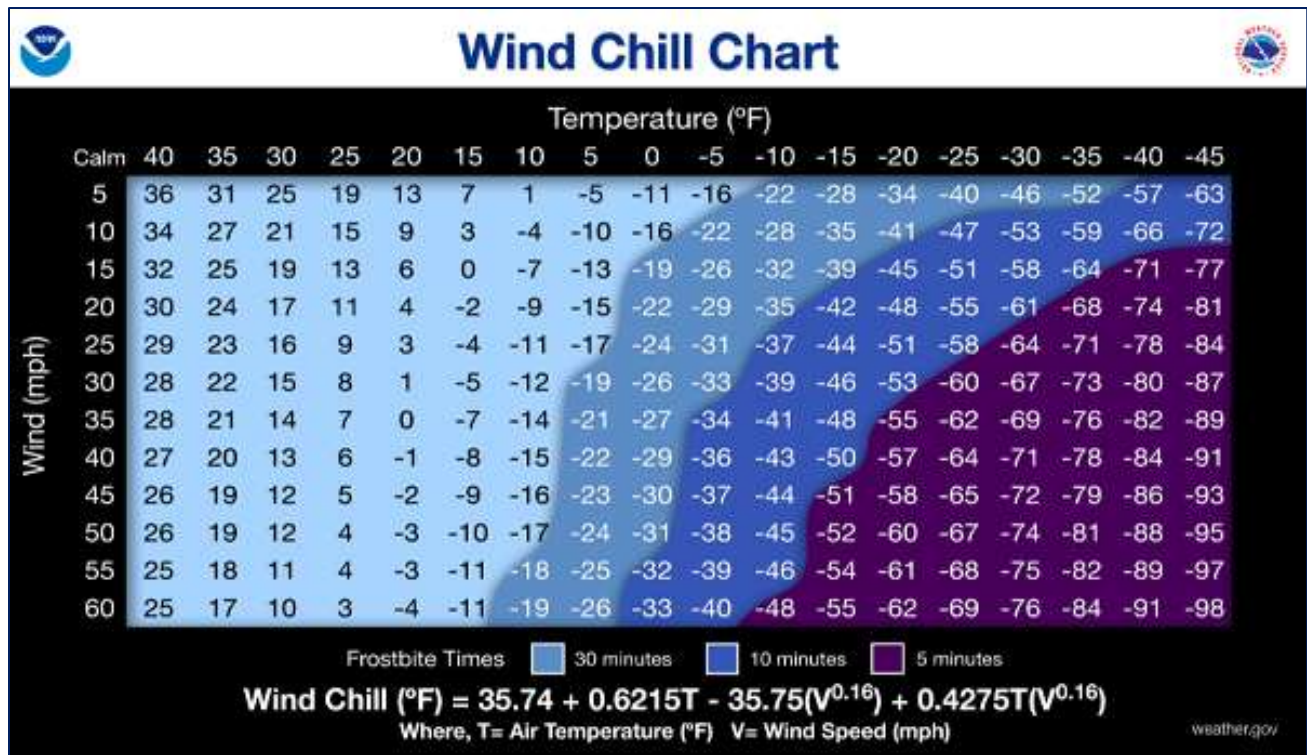 Wind Chill Chart
Temperature (ºF)
Calm 40 35 30 25 20 15 10 5 0 -5 -10 -15 -20 -25 -30 -35 -40 -45
5 36 31 25 19 13 7 1 -5 -11 -16 -22 -28 -34 -40 -46 -52 -57 -63
10 34 27 21 15 9 3 -4 -10 -16 -22 -28 -35 -41 -47 -53 -59 -66 -72
15 32 25 19 13 6 0 -7 -13 -19 -26 -32 -39 -45 -51 -58 -64 -71 -77
20 30 24 17 11 4 -2 -9 -15 -22 -29 -35 -42 -48 -55 -61 -68 -74 -81
25 29 23 16 9 3 -4 -11 -17 -24 -31 -37 -44 -51 -58 -64 -71 -78 -84
30 28 22 15 8 1 -5 -12 -19 -26 -33 -39 -46 -53 -60 -67 -73 -80 -87
35 28 21 14 7 0 -7 -14 -21 -27 -34 -41 -48 -55 -62 -69 -76 -82 -89
40 27 20 13 6 -1 -8 -15 -22 -29 -36 -43 -50 -57 -64 -71 -78 -84 -91
45 26 19 12 5 -2 -9 -16 -23 -30 -37 -44 -51 -58 -65 -72 -79 -86 -93
50 26 19 12 4 -3 -10 -17 -24 -31 -38 -45 -52 -60 -67 -74 -81 -88 -95
55 25 18 11 4 -3 -11 -18 -25 -32 -39 -46 -54 -61 -68 -75 -82 -89 -97
60 25 17 10 3 -4 -11 -19 -26 -33 -40 -48 -55 -62 -69 -76 -84 -91 -98
Wind (mph)
Frostbite Times 30 minutes 10 minutes 5 minutes
Wind Chill (ºF) = 35.74 + 0.6215T - 35.75(V^0.16) + 0.4275T(V^0.16)
Where, T= Air Temperature (ºF) V= Wind Speed (mph)
weather.gov